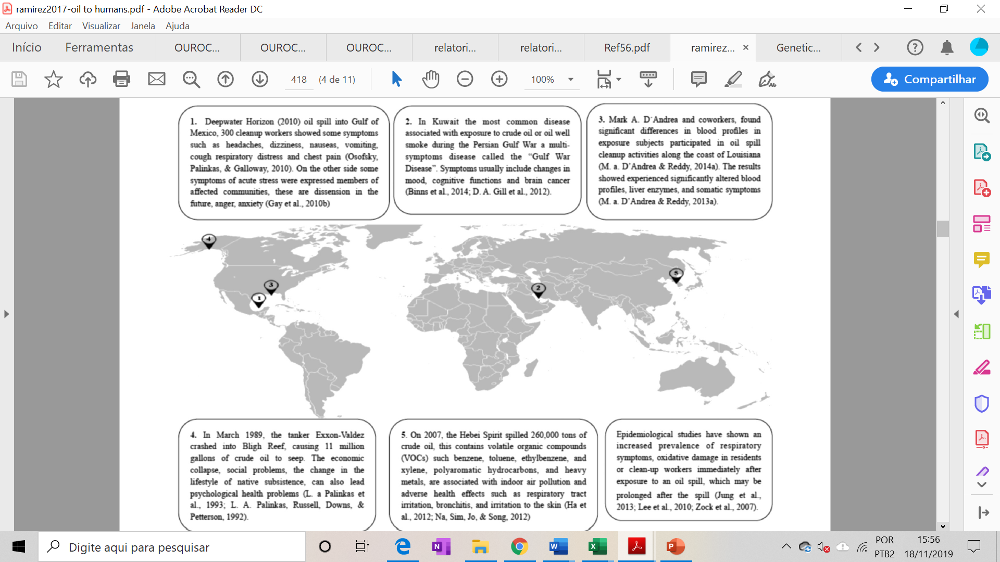 ramirez2017-oil to humans.pdf - Adobe Acrobat Reader DC
Arquivo Editar Visualizar Janela Ajuda
Início Ferramentas OUROC... OUROC... OUROC... relatori... relatori... Ref56.pdf ramirez... Genetic...
418 (4 de 11) 100% Compartilhar
1. Deepwater Horizon (2010) oil spill into Gulf of
Mexico, 300 cleanup workers showed some symptoms
such as headaches, dizziness, nauseas, vomiting,
cough respiratory distress and chest pain (Osofsky,
Palinkas, & Galloway, 2010). On the other side some
symptoms of acute stress were expressed members of
affected communities, these are dissension in the
future, anger, anxiety (Gay et al., 2010b)
2. In Kuwait the most common disease
associated with exposure to crude oil or oil well
smoke during the Persian Gulf War a multi-
symptoms disease called the “Gulf War
Disease”. Symptoms usually include changes in
mood, cognitive functions and brain cancer
(Binns et al., 2014; D. A. Gill et al., 2012).
3. Mark A. D´Andrea and coworkers, found
significant differences in blood profiles in
exposure subjects participated in oil spill
cleanup activities along the coast of Louisiana
(M. a. D’Andrea & Reddy, 2014a). The results
showed experienced significantly altered blood
profiles, liver enzymes, and somatic symptoms
(M. a. D’Andrea & Reddy, 2013a).
4
5
3
2
1
4. In March 1989, the tanker Exxon-Valdez
crashed into Bligh Reef, causing 11 million
gallons of crude oil to seep. The economic
collapse, social problems, the change in the
lifestyle of native subsistence, can also lead
psychological health problems (L. a Palinkas et
al., 1993; L. A. Palinkas, Russell, Downs, &
Petterson, 1992).
5. On 2007, the Hebei Spirit spilled 260,000 tons of
crude oil, this contains volatile organic compounds
(VOCs) such benzene, toluene, ethylbenzene, and
xylene, polyaromatic hydrocarbons, and heavy
metals, are associated with indoor air pollution and
adverse health effects such as respiratory tract
irritation, bronchitis, and irritation to the skin (Ha et
al., 2012; Na, Sim, Jo, & Song, 2012)
Epidemiological studies have shown an
increased prevalence of respiratory
symptoms, oxidative damage in residents
or clean-up workers immediately after
exposure to an oil spill, which may be
prolonged after the spill (Jung et al.,
2013; Lee et al., 2010; Zock et al., 2007).
Digite aqui para pesquisar
POR
PTB2
15:56
18/11/2019